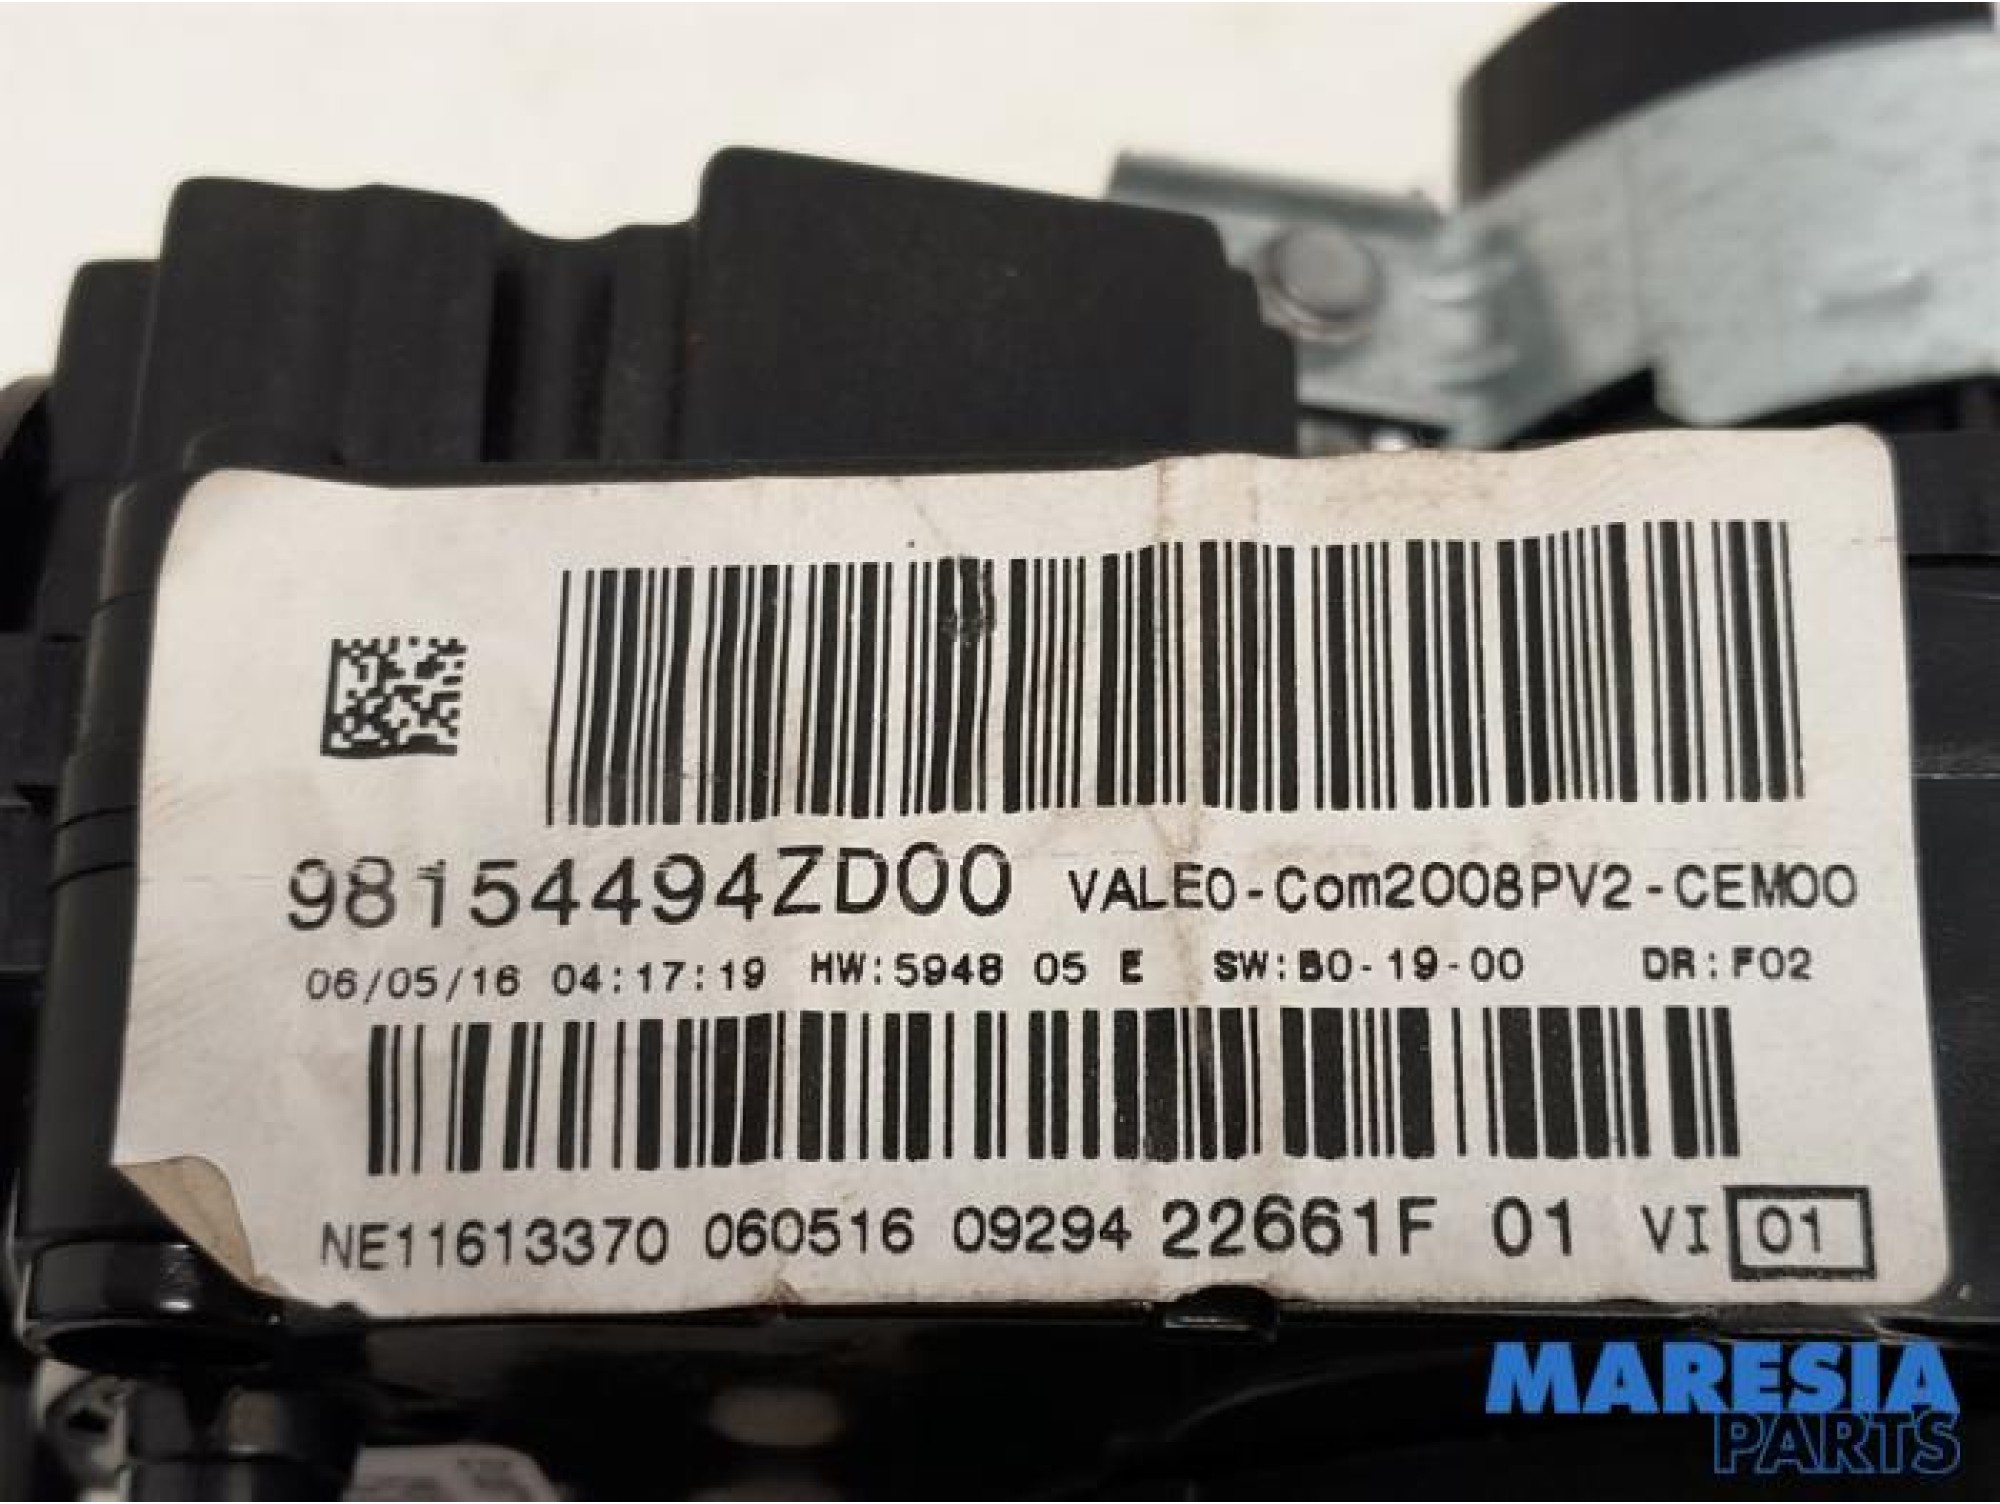 98154494ZD00 VALEO-Com2008PV2-CEM00
06/05/16 04:17:19 HW:5948 05 E SW:B0-19-00 DR:F02
NE11613370 060516 09294 22661F 01 VI 01
MARESIA
PARTS